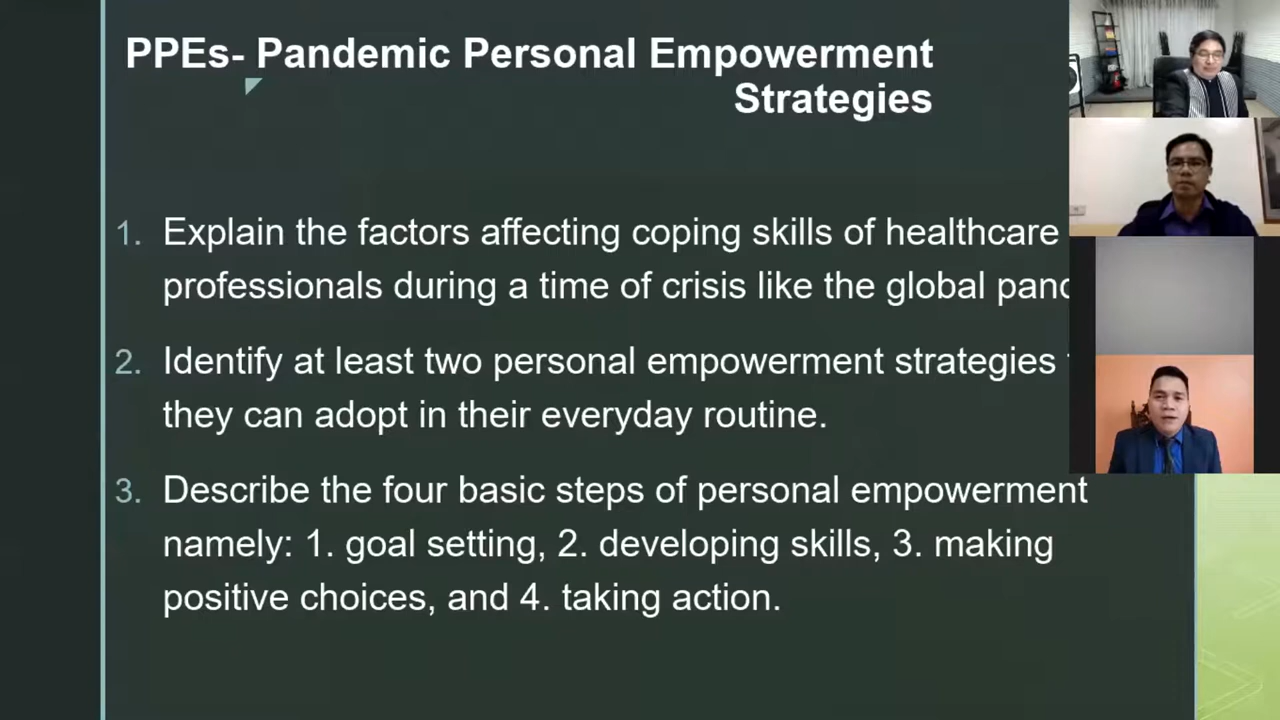 PPEs- Pandemic Personal Empowerment
Strategies
1. Explain the factors affecting coping skills of healthcare
professionals during a time of crisis like the global
2. Identify at least two personal empowerment strategies
they can adopt in their everyday routine.
3. Describe the four basic steps of personal empowerment
namely: 1. goal setting, 2. developing skills, 3. making
positive choices, and 4. taking action.